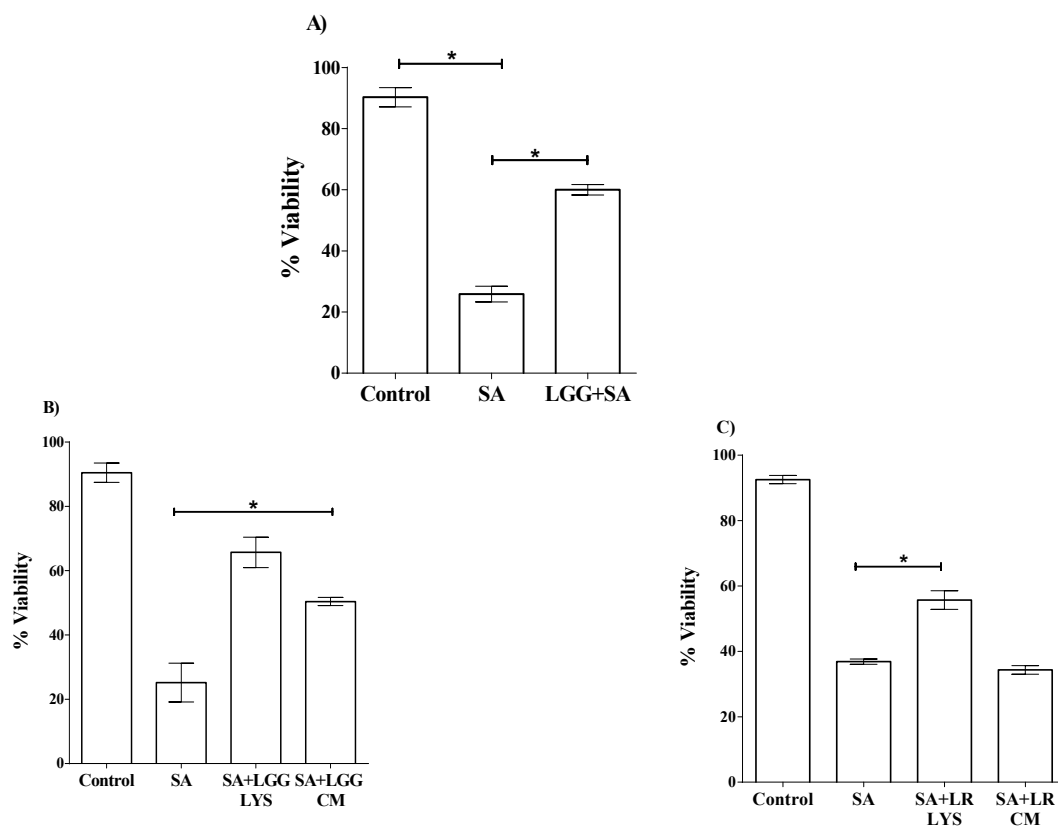 A)
*
*
100
80
60
40
20
0
% Viability
Control SA LGG+SA
B)
*
100
80
60
40
20
0
% Viability
Control SA SA+LGG SA+LGG
LYS CM
C)
*
100
80
60
40
20
0
% Viability
Control SA SA+LR SA+LR
LYS CM